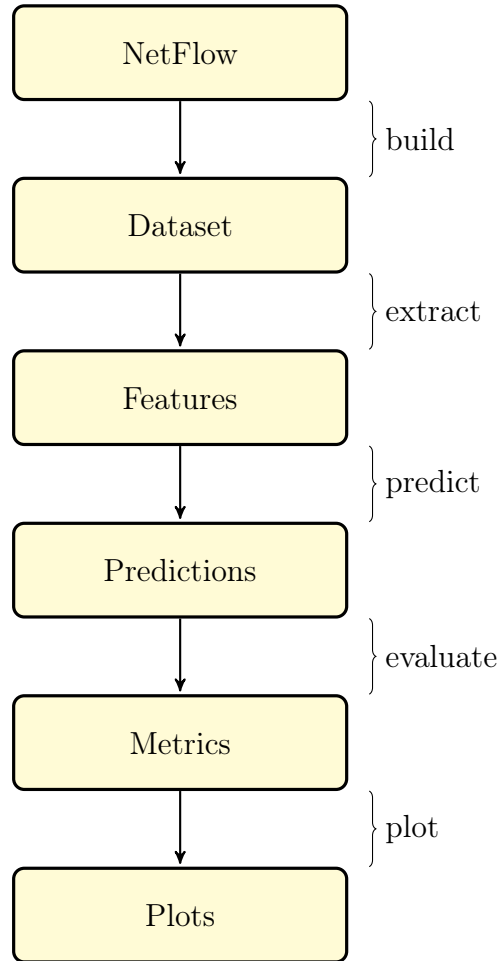 NetFlow
build
Dataset
extract
Features
predict
Predictions
evaluate
Metrics
plot
Plots